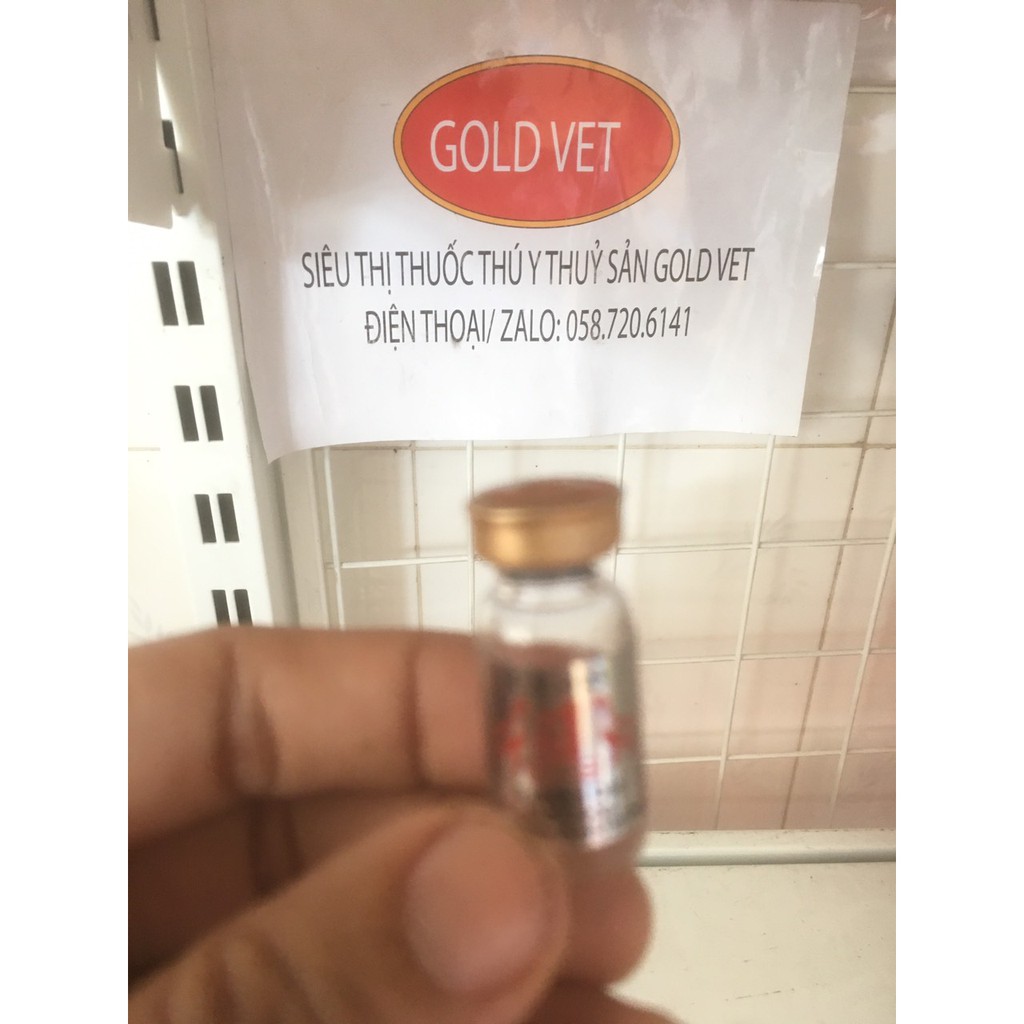 GOLD VET
SIÊU THỊ THUỐC THÚ Y THUỶ SẢN GOLD VET
ĐIỆN THOẠI/ ZALO: 058.720.6141